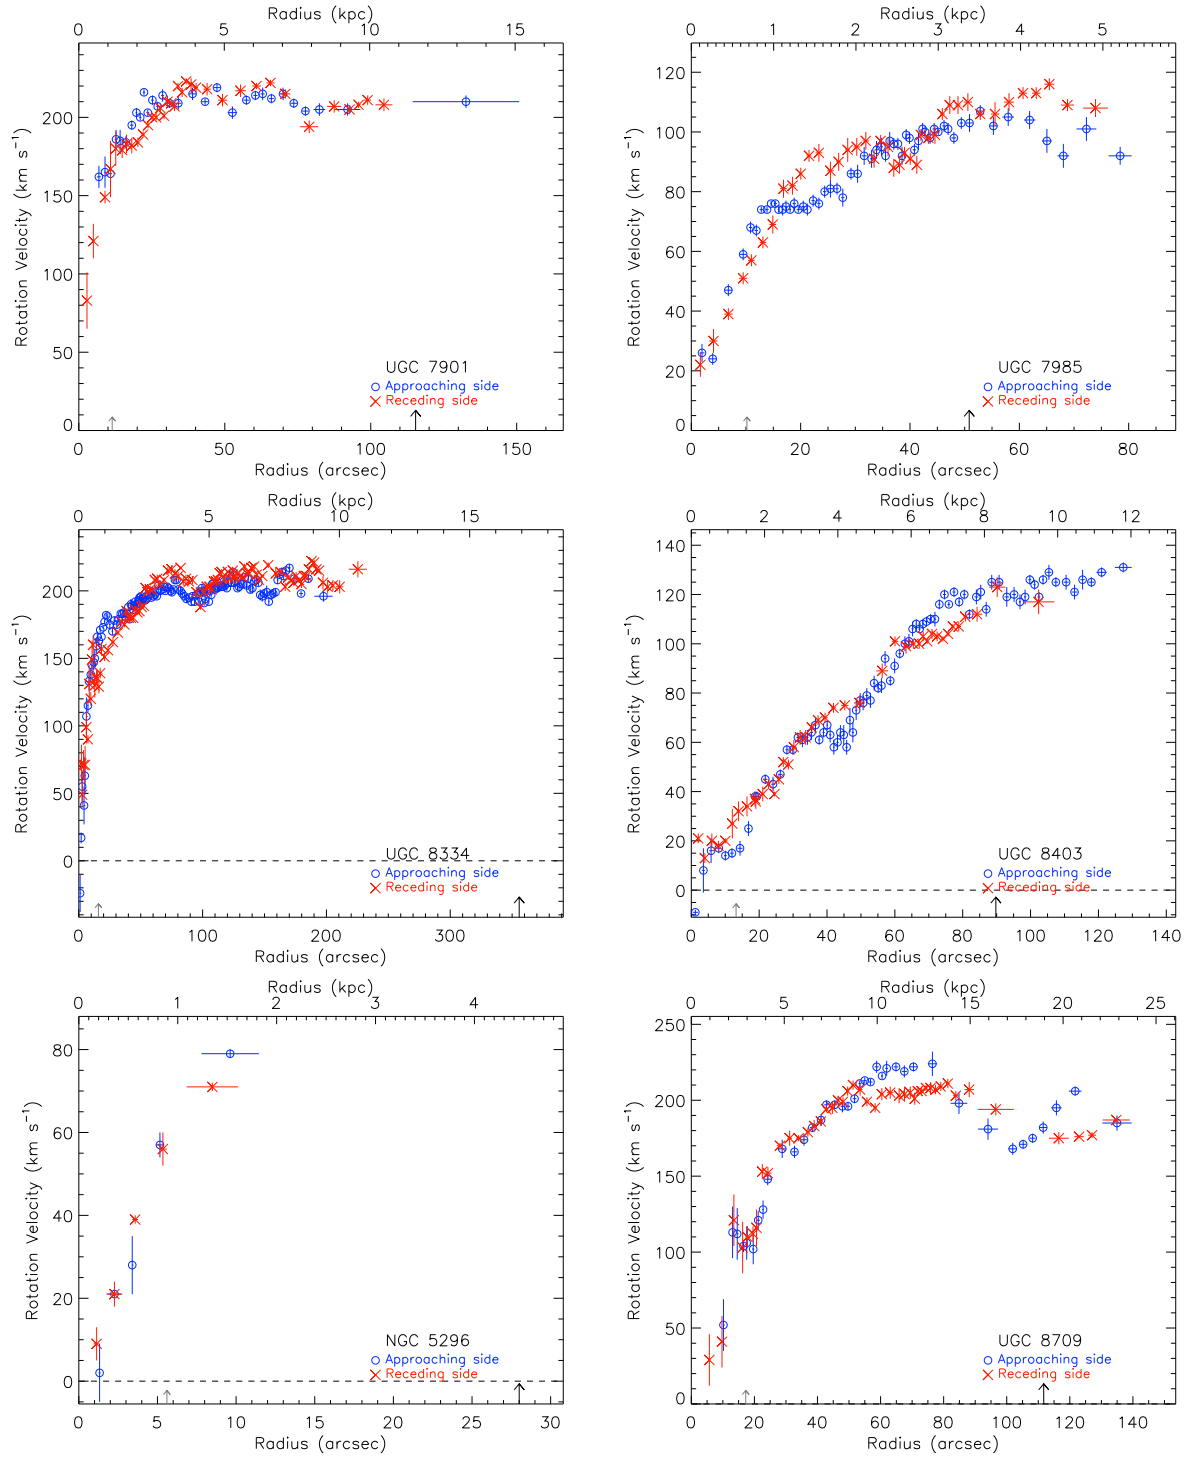 Radius (kpc)
0 5 10 15
Rotation Velocity (km s⁻¹)
200
150
100
50
0
UGC 7901
Approaching side
Receding side
0 50 100 150
Radius (arcsec)
Radius (kpc)
0 1 2 3 4 5
Rotation Velocity (km s⁻¹)
120
100
80
60
40
20
0
UGC 7985
Approaching side
Receding side
0 20 40 60 80
Radius (arcsec)
Radius (kpc)
0 5 10 15
Rotation Velocity (km s⁻¹)
200
150
100
50
0
UGC 8334
Approaching side
Receding side
0 100 200 300
Radius (arcsec)
Radius (kpc)
0 2 4 6 8 10 12
Rotation Velocity (km s⁻¹)
140
120
100
80
60
40
20
0
UGC 8403
Approaching side
Receding side
0 20 40 60 80 100 120 140
Radius (arcsec)
Radius (kpc)
0 1 2 3 4
Rotation Velocity (km s⁻¹)
80
60
40
20
0
NGC 5296
Approaching side
Receding side
0 5 10 15 20 25 30
Radius (arcsec)
Radius (kpc)
0 5 10 15 20 25
Rotation Velocity (km s⁻¹)
250
200
150
100
50
0
UGC 8709
Approaching side
Receding side
0 20 40 60 80 100 120 140
Radius (arcsec)